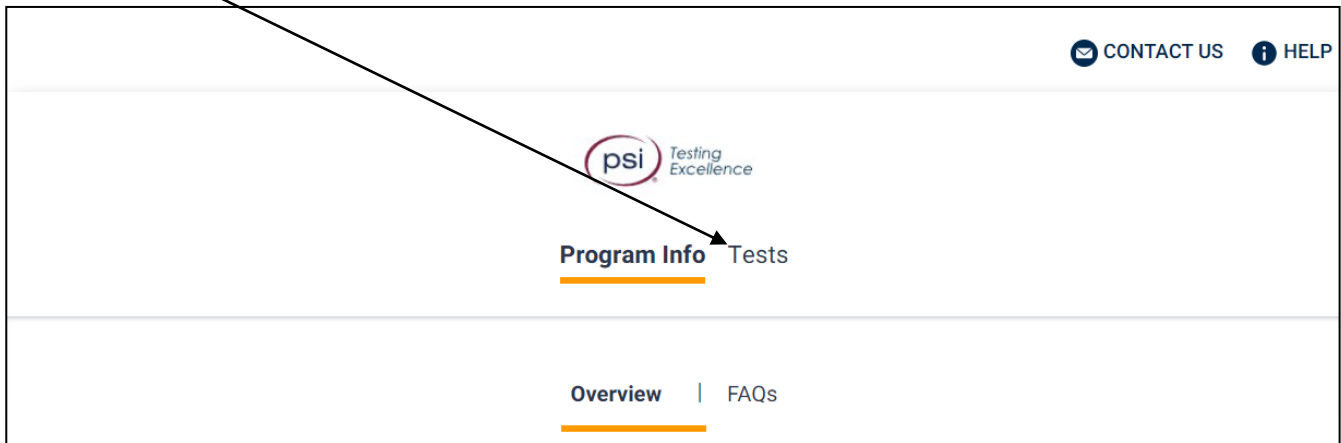 CONTACT US HELP
psi Testing
Excellence
Program Info Tests
Overview | FAQs